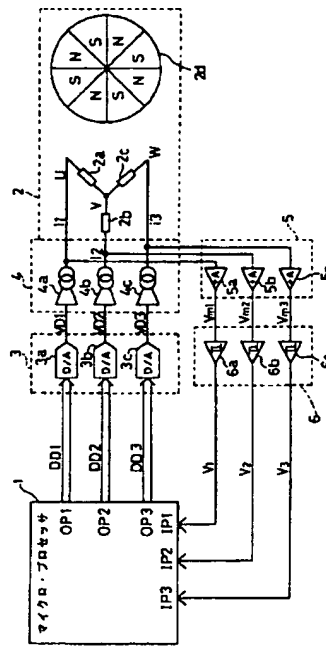 1
マイクロ・プロセッサ
OP1
OP2
OP3
IP1
IP2
IP3
DD1
DD2
DD3
3
3a
D/A
3b
D/A
3c
D/A
VD1
VD2
VD3
4
4a
4b
4c
i1
i2
i3
2
U
V
W
2a
2b
2c
N
S
N
S
N
S
N
S
2d
5
A
5a
A
5b
A
5c
Vm1
Vm2
Vm3
6a
6b
6c
6
V1
V2
V3